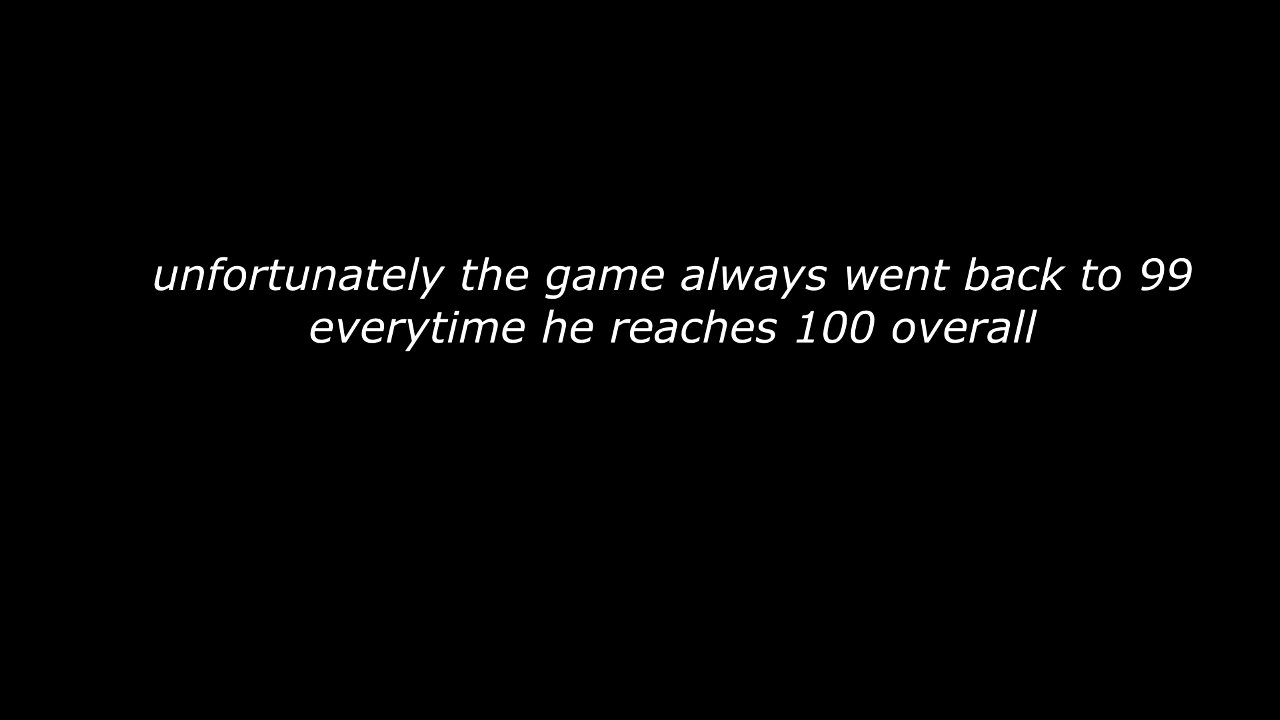 unfortunately the game always went back to 99
everytime he reaches 100 overall